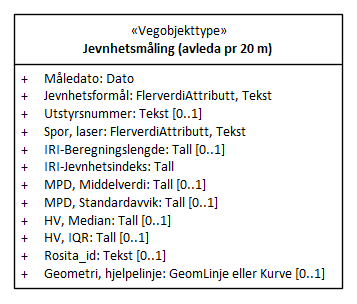 «Vegobjekttype»
Jevnhetsmåling (avleda pr 20 m)
+ Måledato: Dato
+ Jevnhetsformål: FlerverdiAttributt, Tekst
+ Utstyrsnummer: Tekst [0..1]
+ Spor, laser: FlerverdiAttributt, Tekst
+ IRI-Beregningslengde: Tall [0..1]
+ IRI-Jevnhetsindeks: Tall
+ MPD, Middelverdi: Tall [0..1]
+ MPD, Standardavvik: Tall [0..1]
+ HV, Median: Tall [0..1]
+ HV, IQR: Tall [0..1]
+ Rosita_id: Tekst [0..1]
+ Geometri, hjelpelinje: GeomLinje eller Kurve [0..1]